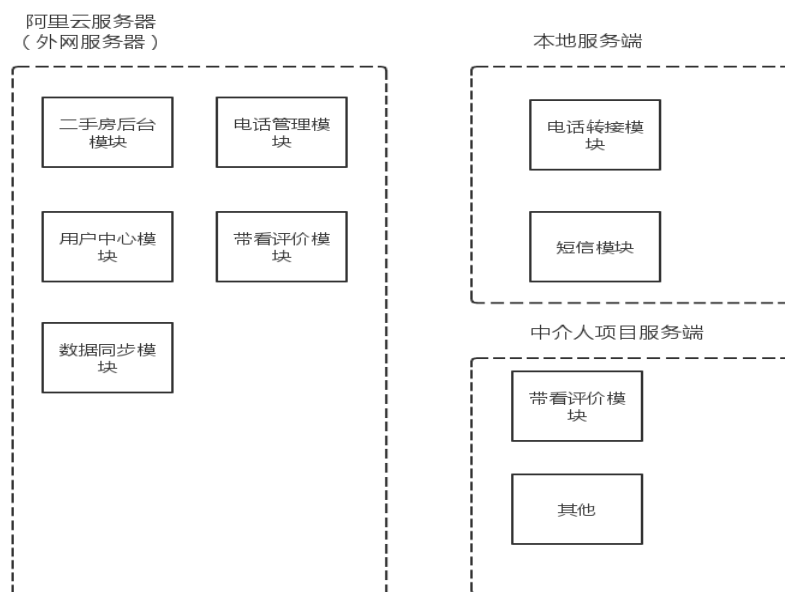 阿里云服务器
（外网服务器）
二手房后台
模块
电话管理模
块
用户中心模
块
带看评价模
块
数据同步模
块
本地服务端
电话转接模
块
短信模块
中介人项目服务端
带看评价模
块
其他